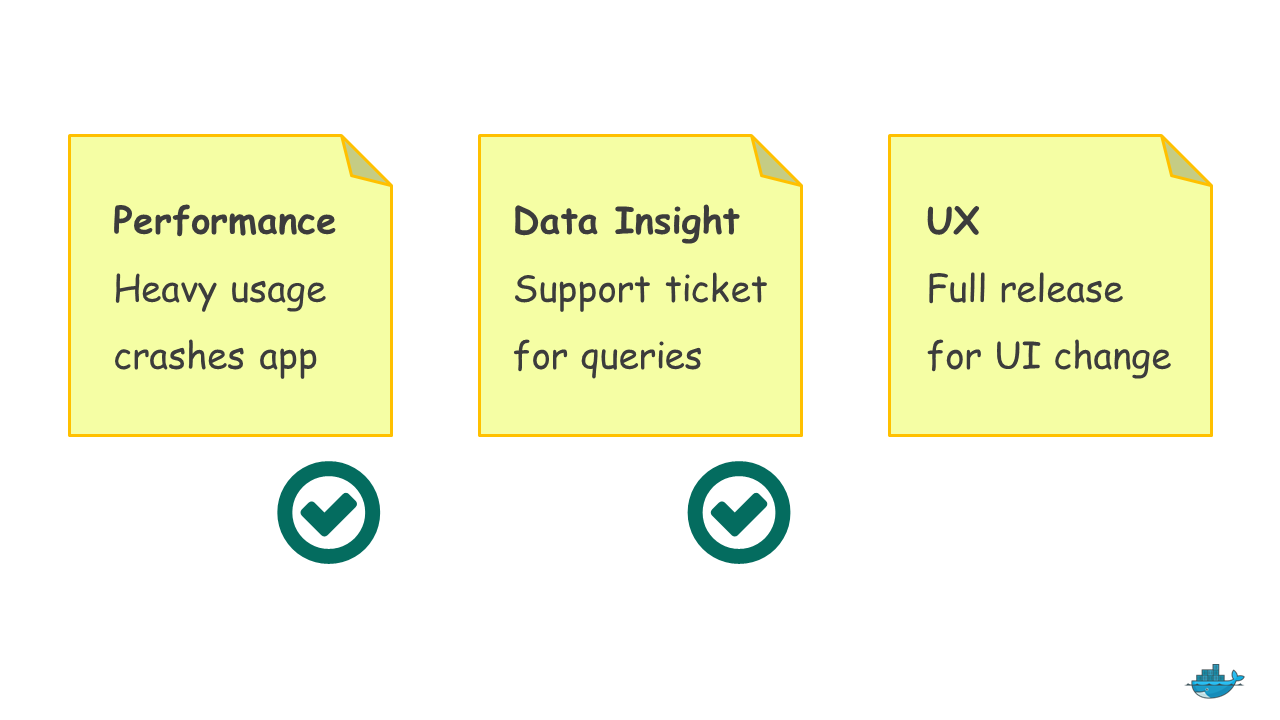 Performance
Heavy usage
crashes app
Data Insight
Support ticket
for queries
UX
Full release
for UI change